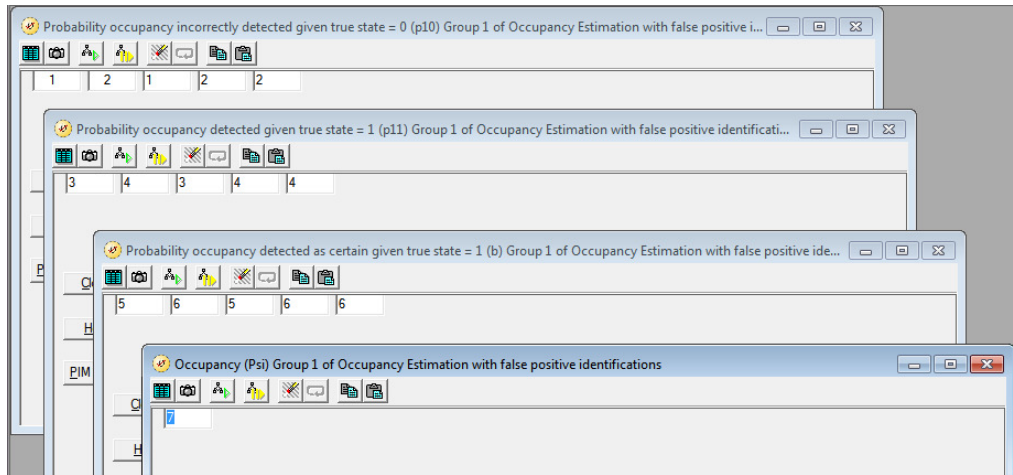 Probability occupancy incorrectly detected given true state = 0 (p10) Group 1 of Occupancy Estimation with false positive i...
1 2 1 2 2
Probability occupancy detected given true state = 1 (p11) Group 1 of Occupancy Estimation with false positive identificati...
3 4 3 4 4
Probability occupancy detected as certain given true state = 1 (b) Group 1 of Occupancy Estimation with false positive ide...
P
Cl
5 6 5 6 6
H
Occupancy (Psi) Group 1 of Occupancy Estimation with false positive identifications
PIM
Cl
7
H